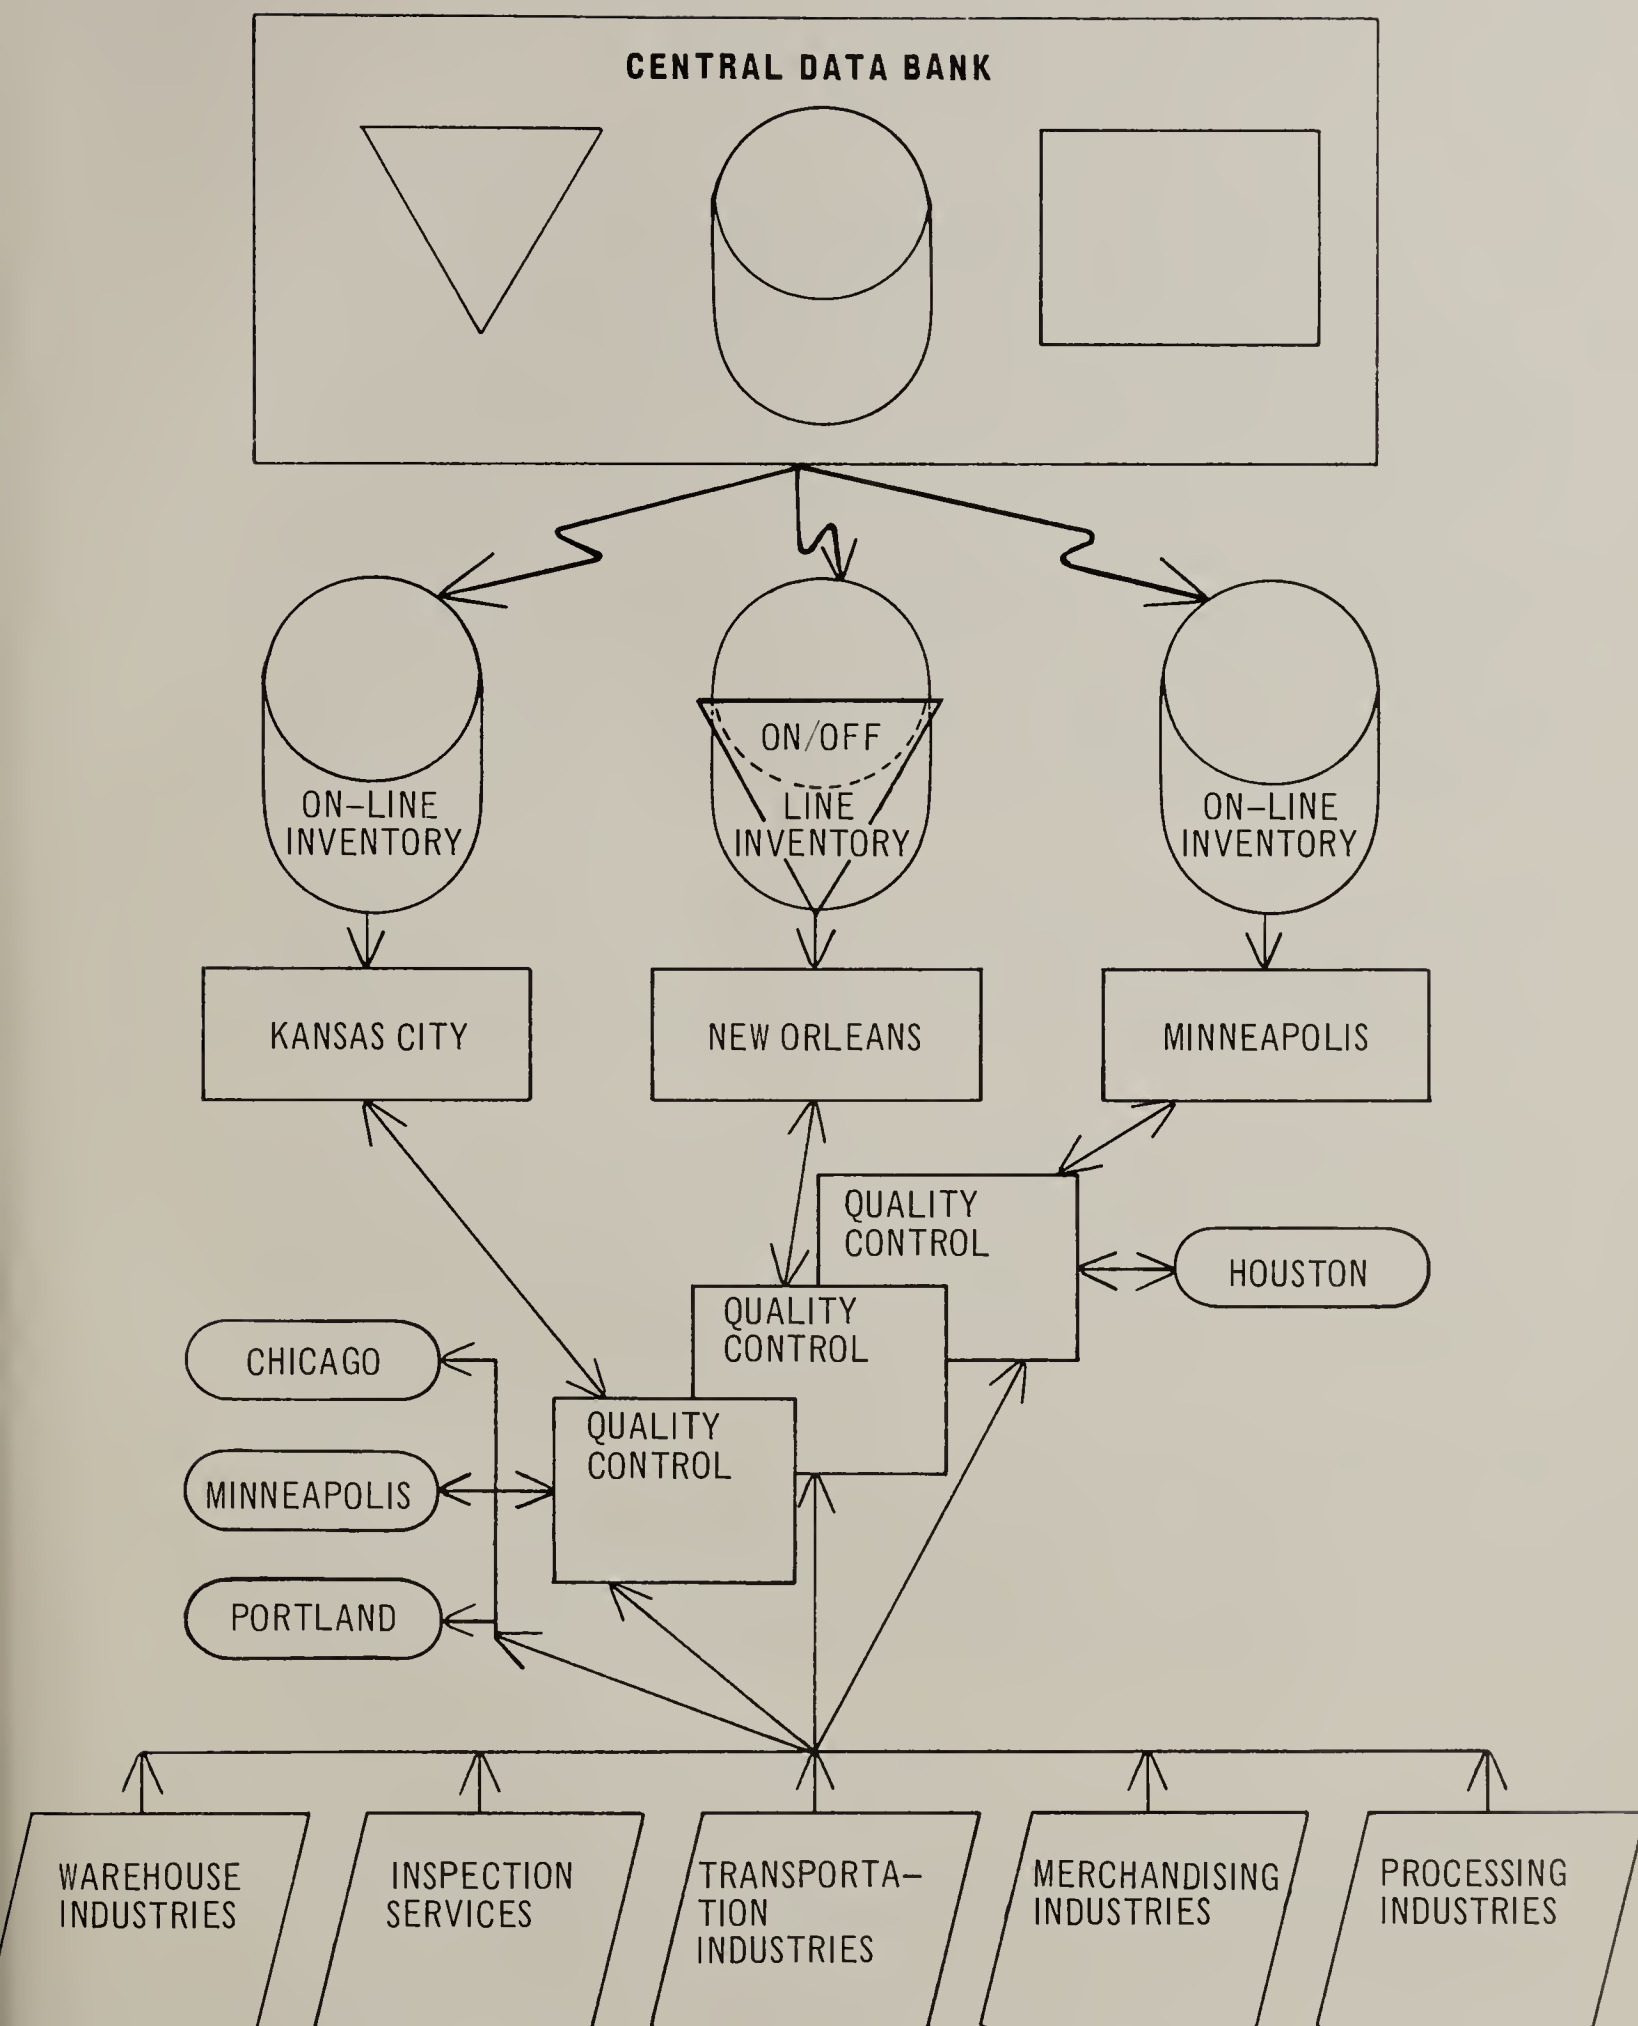 CENTRAL DATA BANK
ON-LINE
INVENTORY
ON/OFF
LINE
INVENTORY
ON-LINE
INVENTORY
KANSAS CITY
NEW ORLEANS
MINNEAPOLIS
QUALITY
CONTROL
HOUSTON
QUALITY
CONTROL
CHICAGO
QUALITY
CONTROL
MINNEAPOLIS
PORTLAND
WAREHOUSE
INDUSTRIES
INSPECTION
SERVICES
TRANSPORTA-
TION
INDUSTRIES
MERCHANDISING
INDUSTRIES
PROCESSING
INDUSTRIES